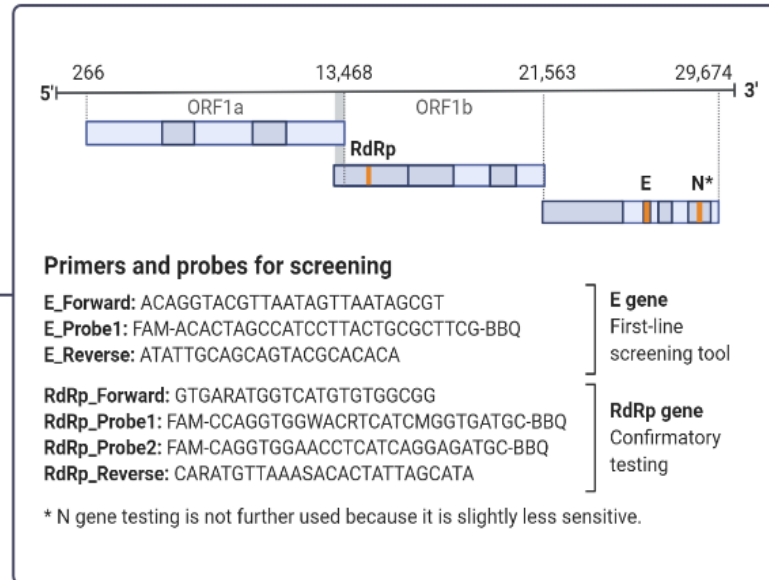 266 13,468 21,563 29,674
5' 3'
ORF1a ORF1b
RdRp
E N*
Primers and probes for screening
E_Forward: ACAGGTACGTTAATAGTTAATAGCGT
E_Probe1: FAM-ACACTAGCCATCCTTACTGCGCTTCG-BBQ
E_Reverse: ATATTGCAGCAGTACGCACACA
E gene
First-line
screening tool
RdRp_Forward: GTGARATGGTCATGTGTGGCGG
RdRp_Probe1: FAM-CCAGGTGGWACRTCATCMGGTGATGC-BBQ
RdRp_Probe2: FAM-CAGGTGGAACCTCATCAGGAGATGC-BBQ
RdRp_Reverse: CARATGTTAAASACACTATTAGCATA
RdRp gene
Confirmatory
testing
* N gene testing is not further used because it is slightly less sensitive.